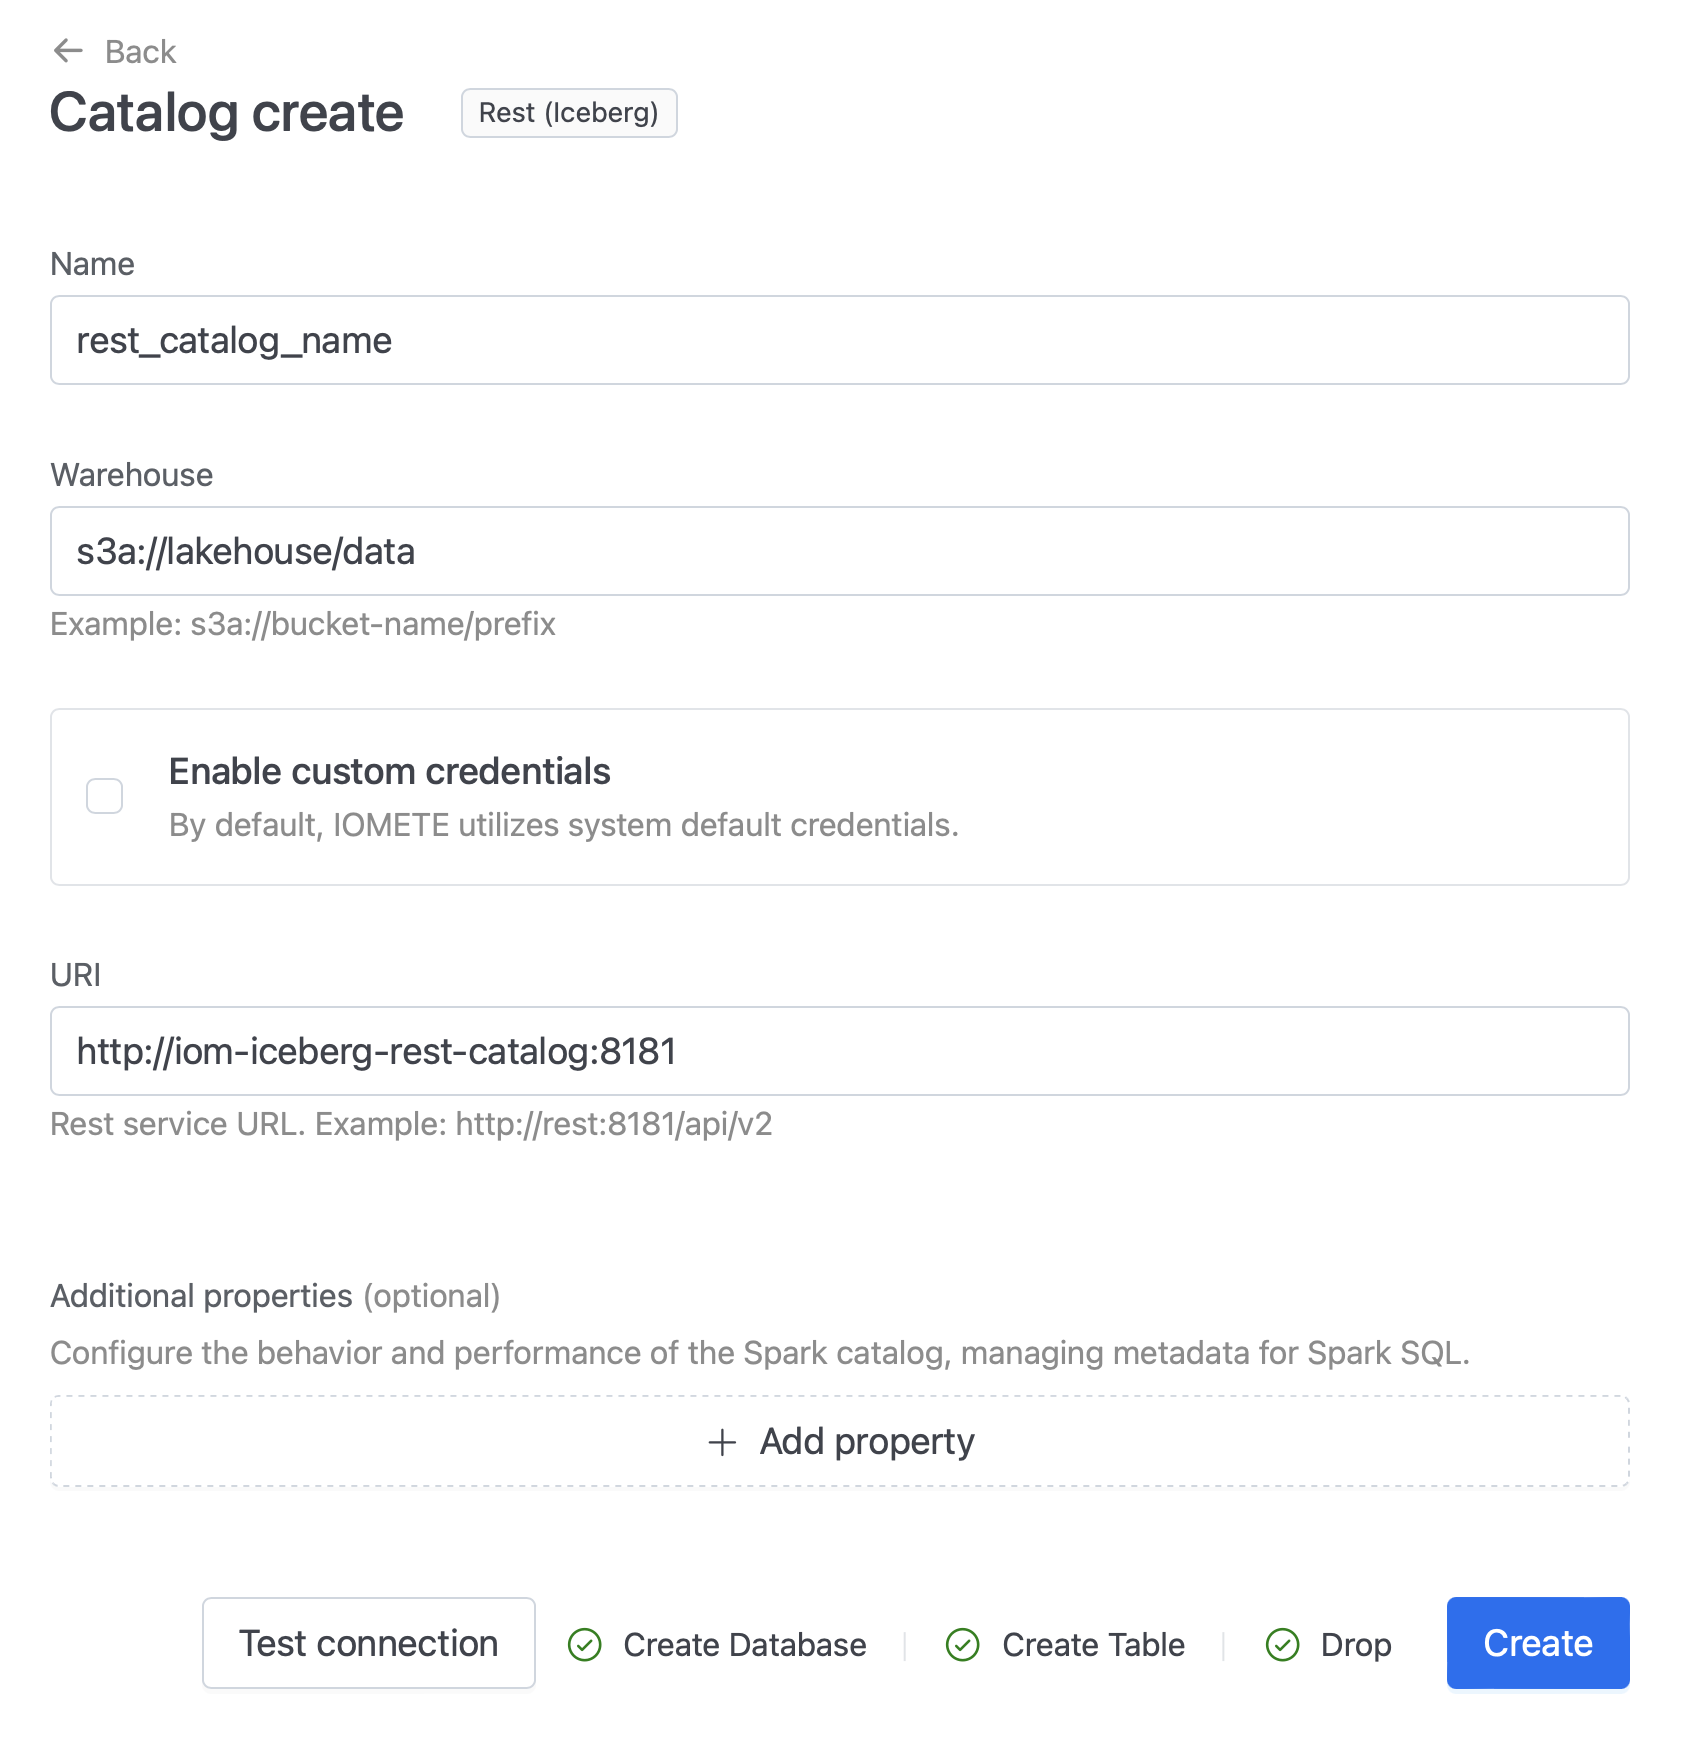 Back
Catalog create
Rest (Iceberg)
Name
rest_catalog_name
Warehouse
s3a://lakehouse/data
Example: s3a://bucket-name/prefix
Enable custom credentials
By default, IOMETE utilizes system default credentials.
URI
http://iom-iceberg-rest-catalog:8181
Rest service URL. Example: http://rest:8181/api/v2
Additional properties (optional)
Configure the behavior and performance of the Spark catalog, managing metadata for Spark SQL.
Add property
Test connection
Create Database
Create Table
Drop
Create